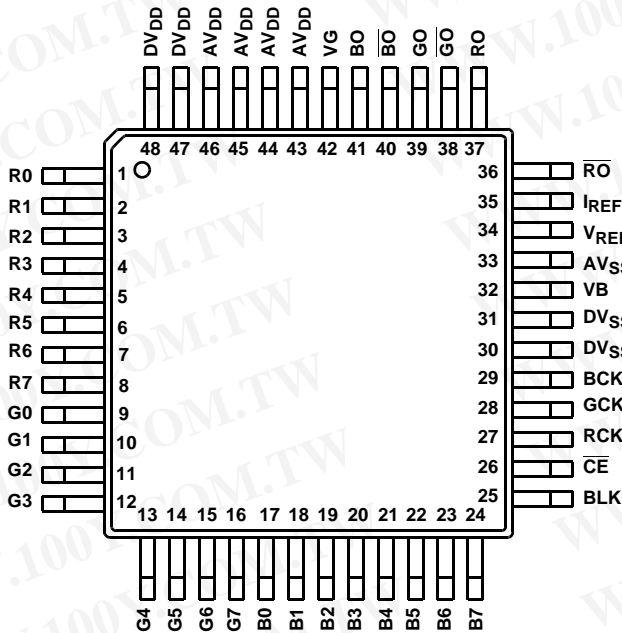 DVDD DVDD AVDD AVDD AVDD AVDD VG BO B̅O̅ GO G̅O̅ RO
48 47 46 45 44 43 42 41 40 39 38 37
R0 1 36 R̅O̅
R1 2 35 IREF
R2 3 34 VREF
R3 4 33 AVSS
R4 5 32 VB
R5 6 31 DVSS
R6 7 30 DVSS
R7 8 29 BCK
G0 9 28 GCK
G1 10 27 RCK
G2 11 26 C̅E̅
G3 12 25 BLK
13 14 15 16 17 18 19 20 21 22 23 24
G4 G5 G6 G7 B0 B1 B2 B3 B4 B5 B6 B7